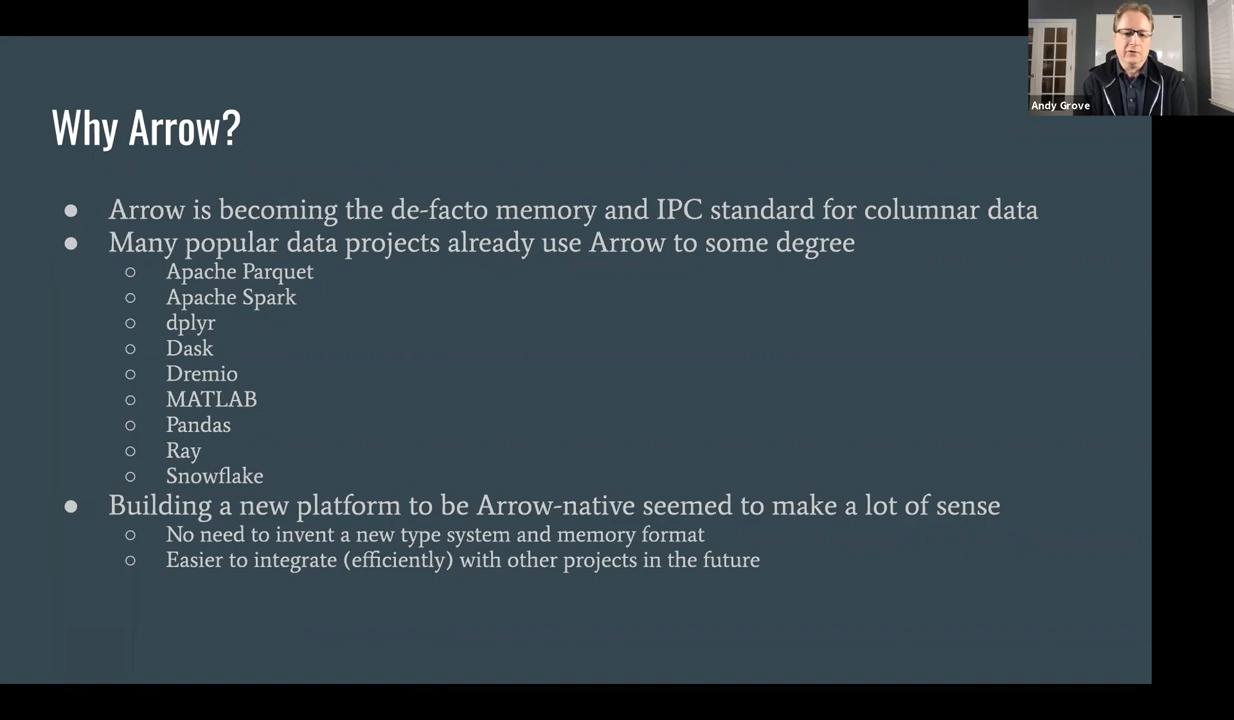 Why Arrow?
● Arrow is becoming the de-facto memory and IPC standard for columnar data
● Many popular data projects already use Arrow to some degree
○ Apache Parquet
○ Apache Spark
○ dplyr
○ Dask
○ Dremio
○ MATLAB
○ Pandas
○ Ray
○ Snowflake
● Building a new platform to be Arrow-native seemed to make a lot of sense
○ No need to invent a new type system and memory format
○ Easier to integrate (efficiently) with other projects in the future
Andy Grove